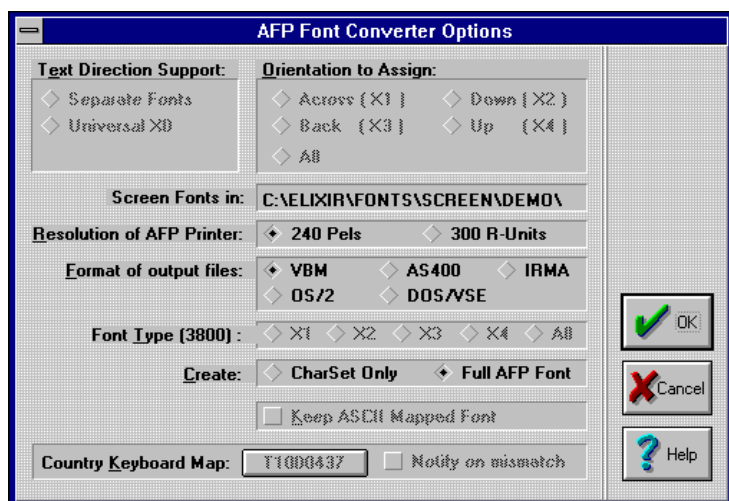 AFP Font Converter Options
Text Direction Support:
Separate Fonts
Universal X0
Orientation to Assign:
Across ( X1 ) Down ( X2 )
Back ( X3 ) Up ( X4 )
A8
Screen Fonts in: C:\ELIXIR\FONTS\SCREEN\DEMO\
Resolution of AFP Printer: 240 Pels 300 R-Units
Format of output files: VBM AS400 IRMA
OS/2 DOS/VSE
Font Type (3800) : X1 X2 X3 X4 A8
Create: CharSet Only Full AFP Font
Keep ASCII Mapped Font
Country Keyboard Map: T1000437 Notify on mismatch
OK
Cancel
Help